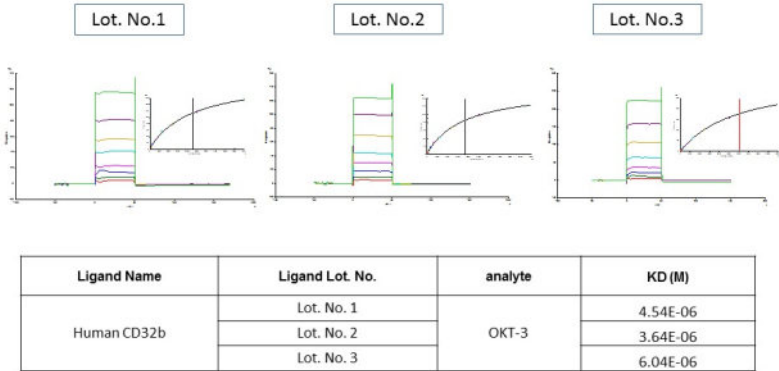 Lot. No.1
Lot. No.2
Lot. No.3
Ligand Name Ligand Lot. No. analyte KD (M)
Human CD32b Lot. No. 1 OKT-3 4.54E-06
Lot. No. 2 3.64E-06
Lot. No. 3 6.04E-06